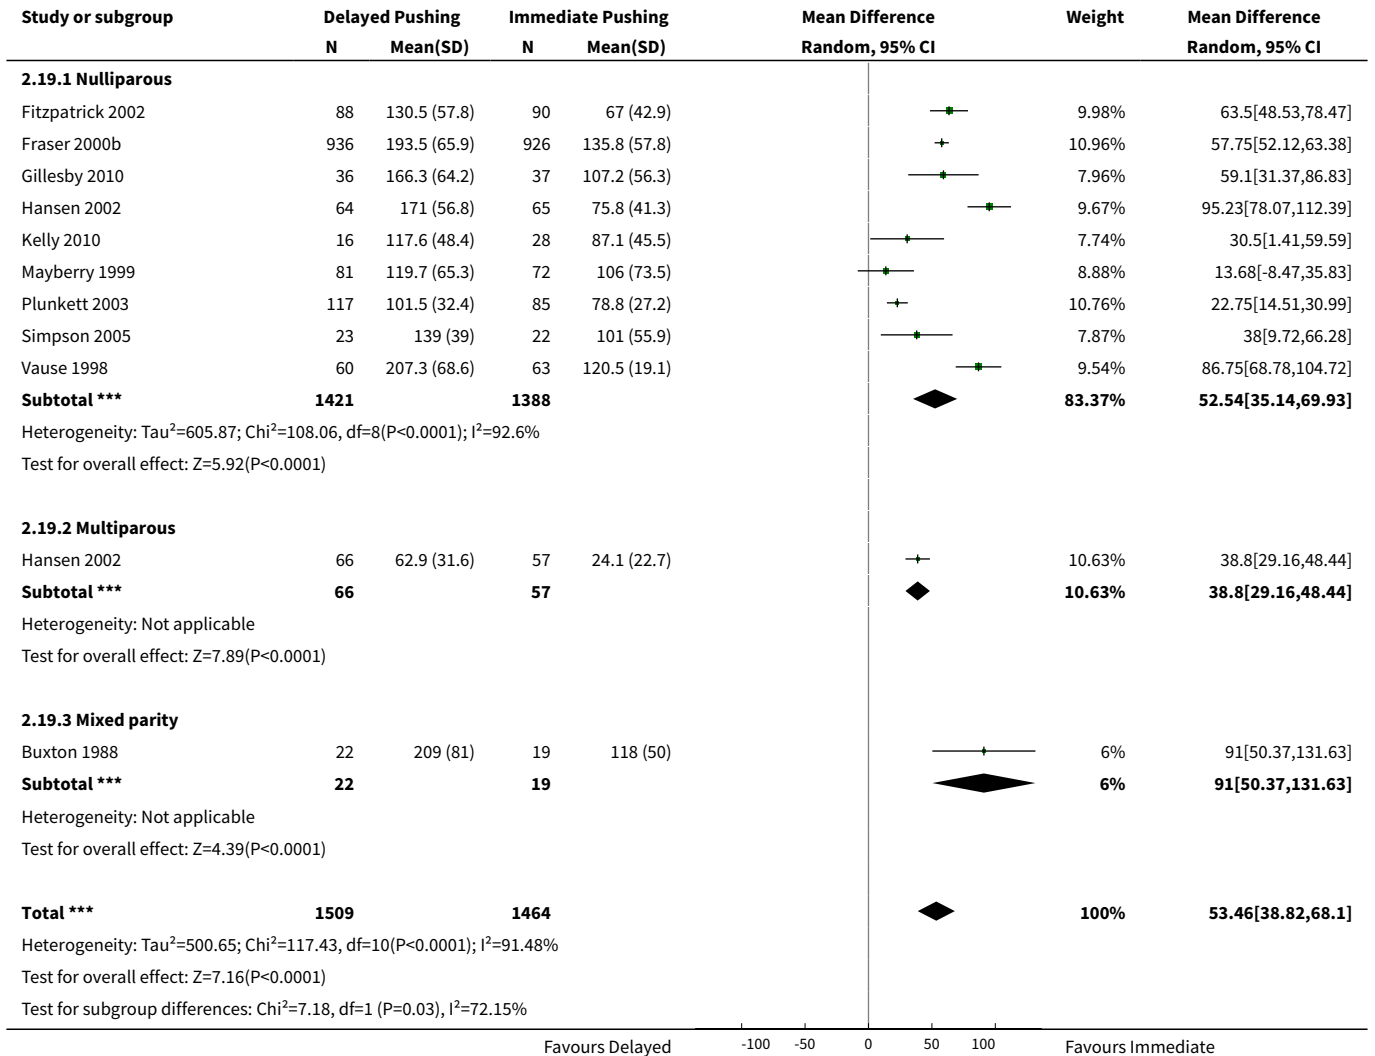 Study or subgroup Delayed Pushing Immediate Pushing Mean Difference Weight Mean Difference
N Mean(SD) N Mean(SD) Random, 95% CI Random, 95% CI
2.19.1 Nulliparous
Fitzpatrick 2002 88 130.5 (57.8) 90 67 (42.9) 9.98% 63.5[48.53,78.47]
Fraser 2000b 936 193.5 (65.9) 926 135.8 (57.8) 10.96% 57.75[52.12,63.38]
Gillesby 2010 36 166.3 (64.2) 37 107.2 (56.3) 7.96% 59.1[31.37,86.83]
Hansen 2002 64 171 (56.8) 65 75.8 (41.3) 9.67% 95.23[78.07,112.39]
Kelly 2010 16 117.6 (48.4) 28 87.1 (45.5) 7.74% 30.5[1.41,59.59]
Mayberry 1999 81 119.7 (65.3) 72 106 (73.5) 8.88% 13.68[-8.47,35.83]
Plunkett 2003 117 101.5 (32.4) 85 78.8 (27.2) 10.76% 22.75[14.51,30.99]
Simpson 2005 23 139 (39) 22 101 (55.9) 7.87% 38[9.72,66.28]
Vause 1998 60 207.3 (68.6) 63 120.5 (19.1) 9.54% 86.75[68.78,104.72]
Subtotal *** 1421 1388 83.37% 52.54[35.14,69.93]
Heterogeneity: Tau²=605.87; Chi²=108.06, df=8(P<0.0001); I²=92.6%
Test for overall effect: Z=5.92(P<0.0001)
2.19.2 Multiparous
Hansen 2002 66 62.9 (31.6) 57 24.1 (22.7) 10.63% 38.8[29.16,48.44]
Subtotal *** 66 57 10.63% 38.8[29.16,48.44]
Heterogeneity: Not applicable
Test for overall effect: Z=7.89(P<0.0001)
2.19.3 Mixed parity
Buxton 1988 22 209 (81) 19 118 (50) 6% 91[50.37,131.63]
Subtotal *** 22 19 6% 91[50.37,131.63]
Heterogeneity: Not applicable
Test for overall effect: Z=4.39(P<0.0001)
Total *** 1509 1464 100% 53.46[38.82,68.1]
Heterogeneity: Tau²=500.65; Chi²=117.43, df=10(P<0.0001); I²=91.48%
Test for overall effect: Z=7.16(P<0.0001)
Test for subgroup differences: Chi²=7.18, df=1 (P=0.03), I²=72.15%
Favours Delayed -100 -50 0 50 100 Favours Immediate